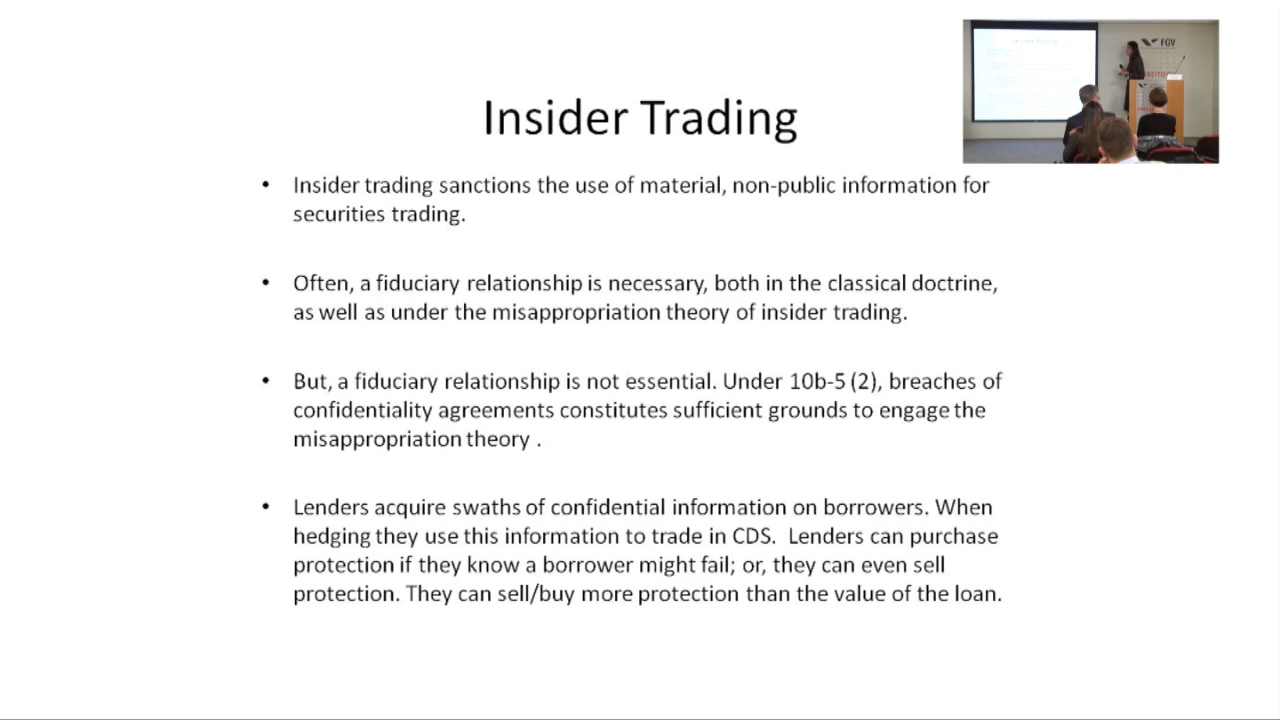 Insider Trading
• Insider trading sanctions the use of material, non-public information for
securities trading.
• Often, a fiduciary relationship is necessary, both in the classical doctrine,
as well as under the misappropriation theory of insider trading.
• But, a fiduciary relationship is not essential. Under 10b-5 (2), breaches of
confidentiality agreements constitutes sufficient grounds to engage the
misappropriation theory .
• Lenders acquire swaths of confidential information on borrowers. When
hedging they use this information to trade in CDS.  Lenders can purchase
protection if they know a borrower might fail; or, they can even sell
protection. They can sell/buy more protection than the value of the loan.
FGV